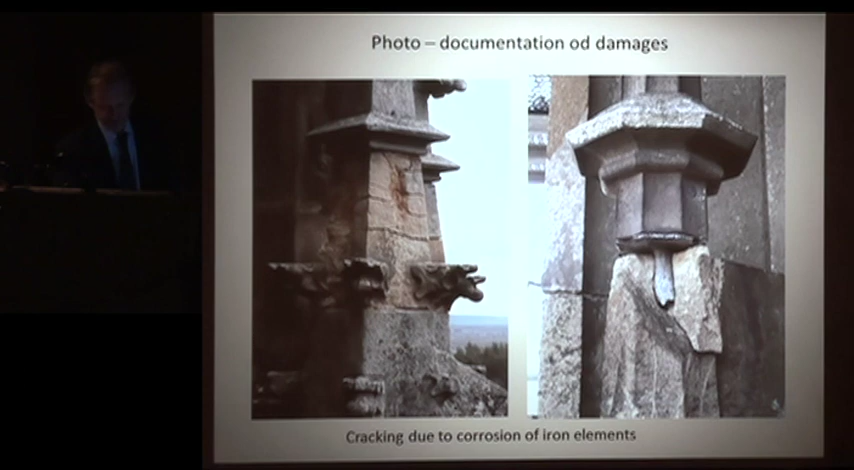 Photo – documentation od damages
Cracking due to corrosion of iron elements